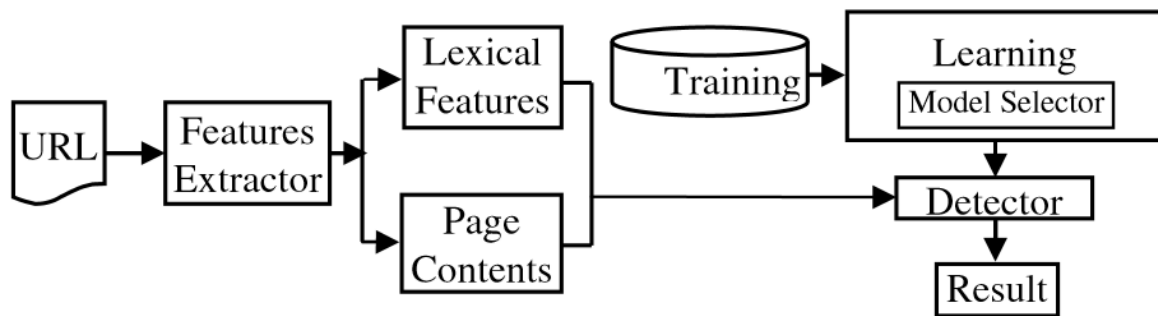 URL
Features
Extractor
Lexical
Features
Page
Contents
Training
Learning
Model Selector
Detector
Result